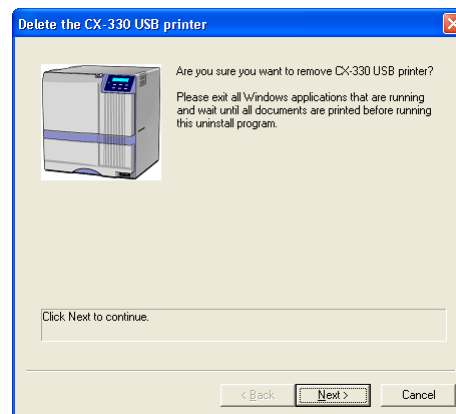 Delete the CX-330 USB printer
Are you sure you want to remove CX-330 USB printer?
Please exit all Windows applications that are running
and wait until all documents are printed before running
this uninstall program.
Click Next to continue.
< Back Next > Cancel